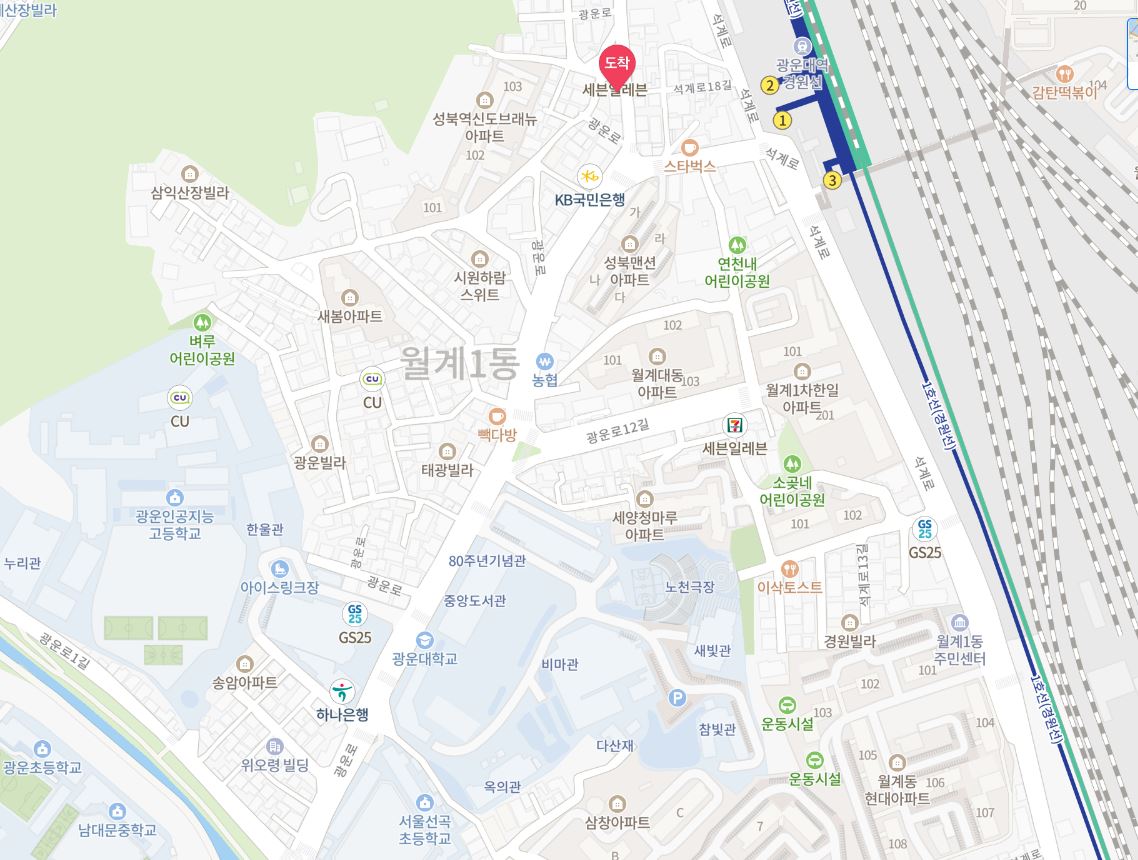 산장빌라
광운로
석계로
20
도착
세븐일레븐
석계로18길
석계로
광운대역
경원선
2
1
3
감탄떡볶이
104
103
성북역신도브래뉴
아파트
102
101
광운로
스타벅스
석계로
KB국민은행
삼익산장빌라
가
라
나
다
성북맨션
아파트
연천내
어린이공원
석계로
광운로
시원하람
스위트
새봄아파트
벼루
어린이공원
월계1동
농협
102
101
103
월계대동
아파트
101
월계1차한일
아파트
201
1호선(경원선)
CU
CU
빽다방
광운로12길
세븐일레븐
광운빌라
태광빌라
소곶네
어린이공원
석계로
광운인공지능
고등학교
한울관
세양청마루
아파트
101
102
GS25
GS25
누리관
광운로
80주년기념관
노천극장
이삭토스트
석계로13길
아이스링크장
광운로
중앙도서관
GS25
GS25
경원빌라
월계1동
주민센터
광운로1길
광운대학교
비마관
새빛관
송암아파트
하나은행
P
운동시설
103
102
101
104
1호선(경원선)
참빛관
위오령 빌딩
광운로
다산재
운동시설
105
106
월계동
현대아파트
107
108
광운초등학교
옥의관
남대문중학교
서울선곡
초등학교
삼창아파트
C
B
7